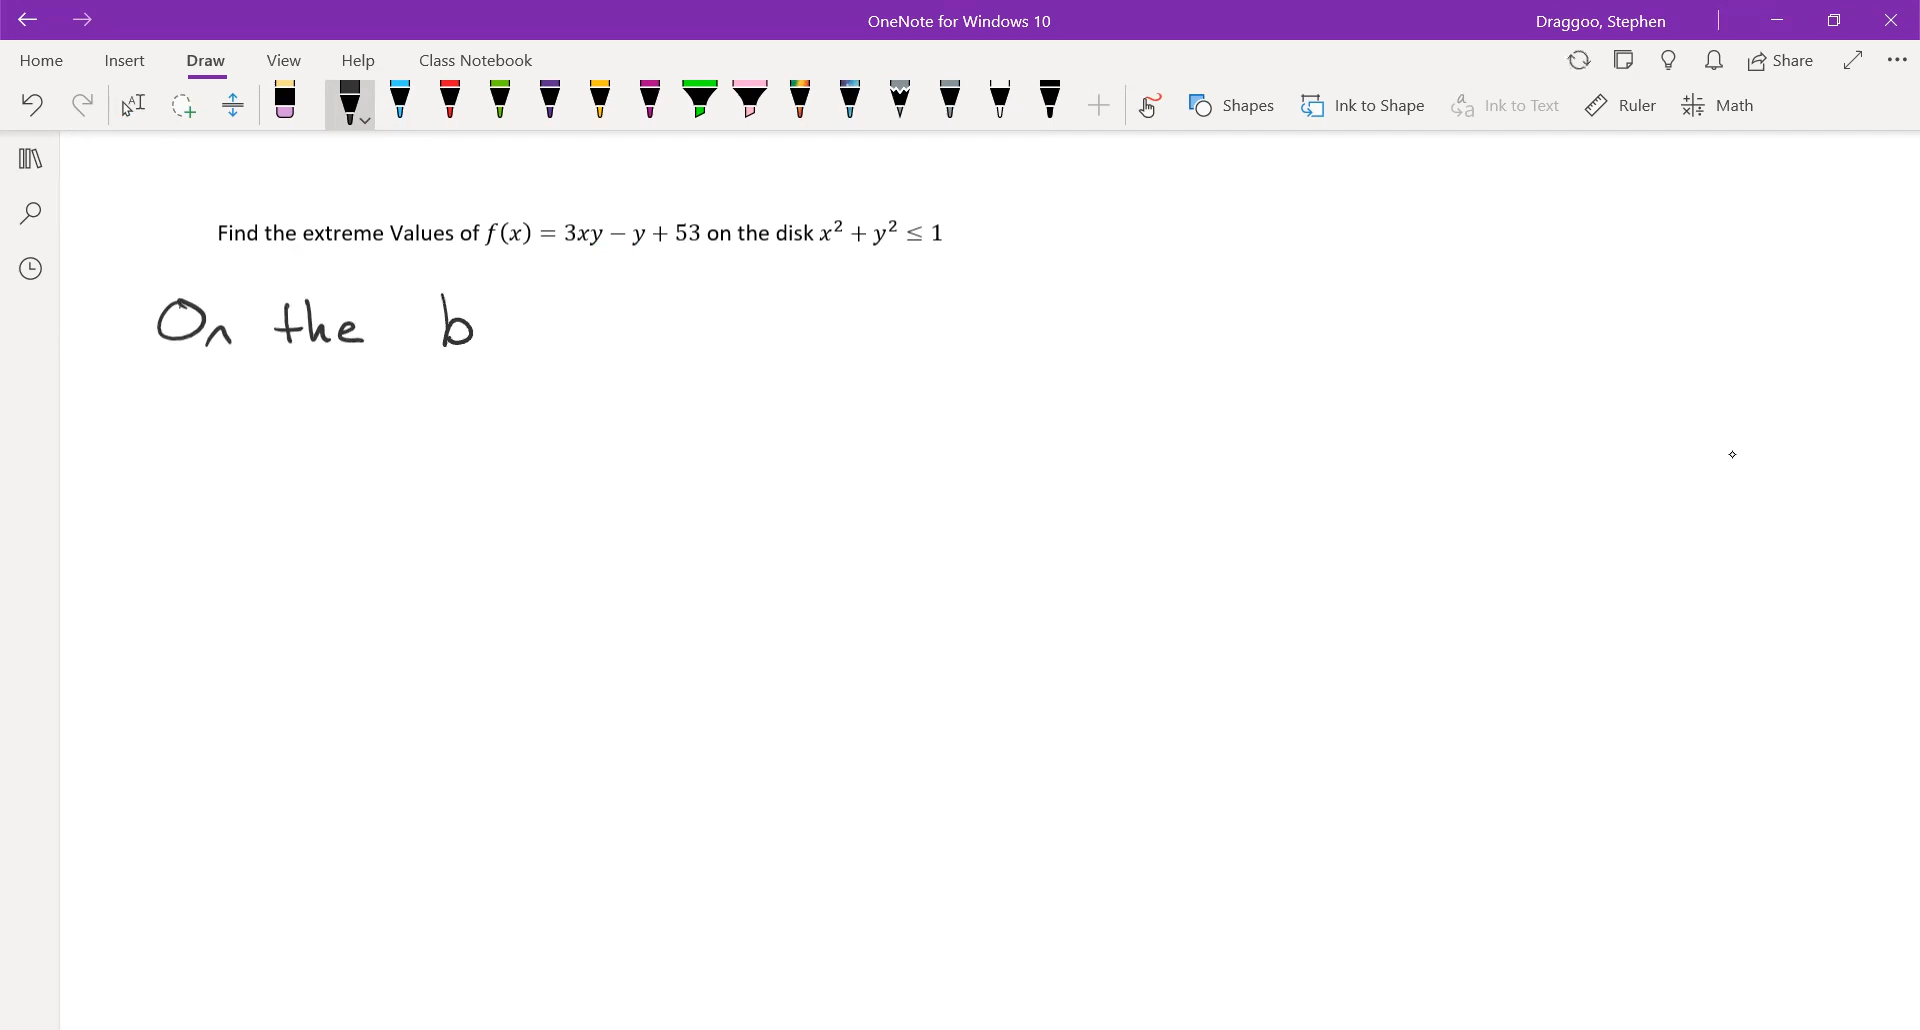 OneNote for Windows 10
Draggoo, Stephen
Home Insert Draw View Help Class Notebook
Share
Shapes Ink to Shape Ink to Text Ruler Math
Find the extreme Values of f(x) = 3xy − y + 53 on the disk x² + y² ≤ 1
On the b